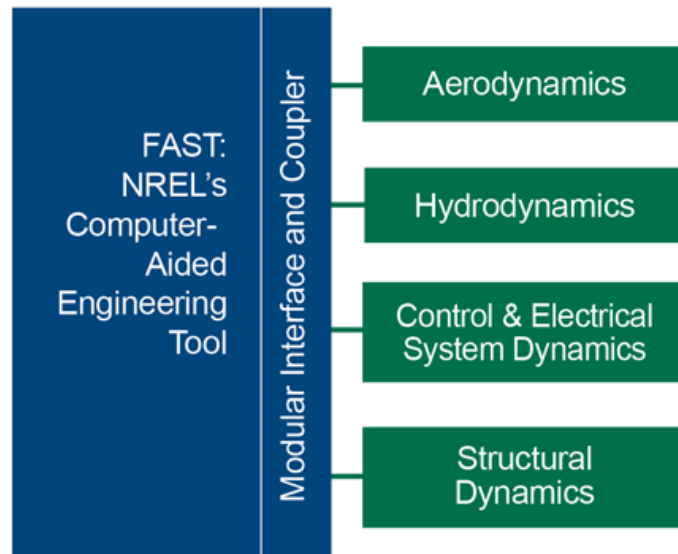 FAST:
NREL's
Computer-
Aided
Engineering
Tool
Modular Interface and Coupler
Aerodynamics
Hydrodynamics
Control & Electrical
System Dynamics
Structural
Dynamics